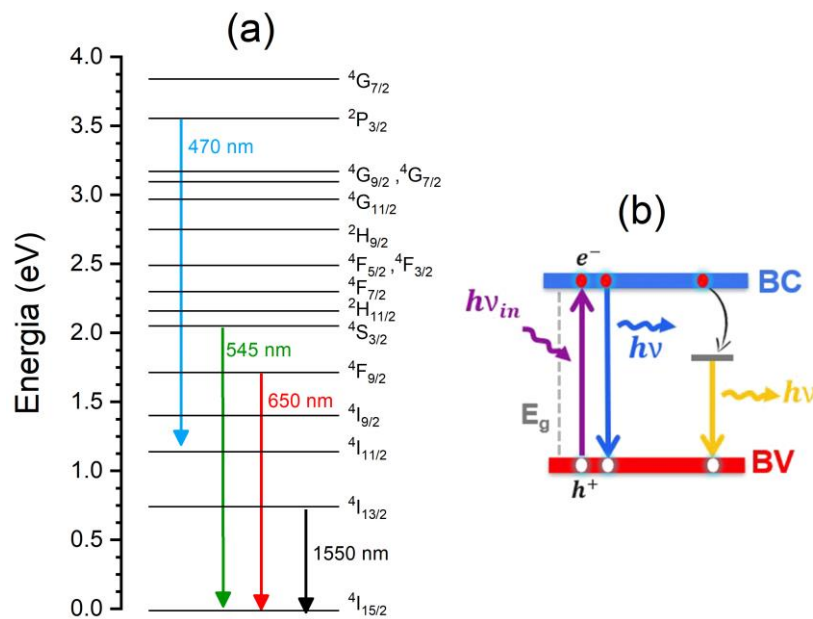 (a)
Energia (eV)
4.0
3.5
3.0
2.5
2.0
1.5
1.0
0.5
0.0
⁴G₇/₂
²P₃/₂
470 nm
⁴G₉/₂ ,⁴G₇/₂
⁴G₁₁/₂
²H₉/₂
⁴F₅/₂ ,⁴F₃/₂
⁴F₇/₂
²H₁₁/₂
⁴S₃/₂
545 nm
⁴F₉/₂
650 nm
⁴I₉/₂
⁴I₁₁/₂
⁴I₁₃/₂
1550 nm
⁴I₁₅/₂
(b)
e⁻
BC
hν_in
hν
hν
E_g
BV
h⁺